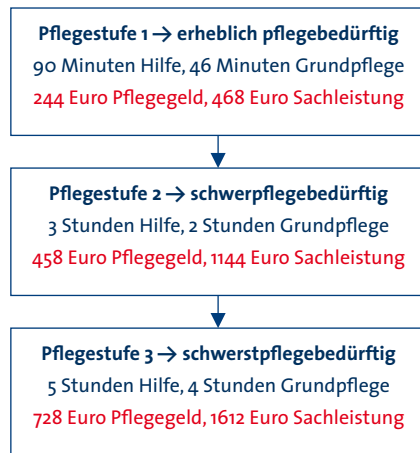 Pflegestufe 1 → erheblich pflegebedürftig
90 Minuten Hilfe, 46 Minuten Grundpflege
244 Euro Pflegegeld, 468 Euro Sachleistung
Pflegestufe 2 → schwerpflegebedürftig
3 Stunden Hilfe, 2 Stunden Grundpflege
458 Euro Pflegegeld, 1144 Euro Sachleistung
Pflegestufe 3 → schwerstpflegebedürftig
5 Stunden Hilfe, 4 Stunden Grundpflege
728 Euro Pflegegeld, 1612 Euro Sachleistung